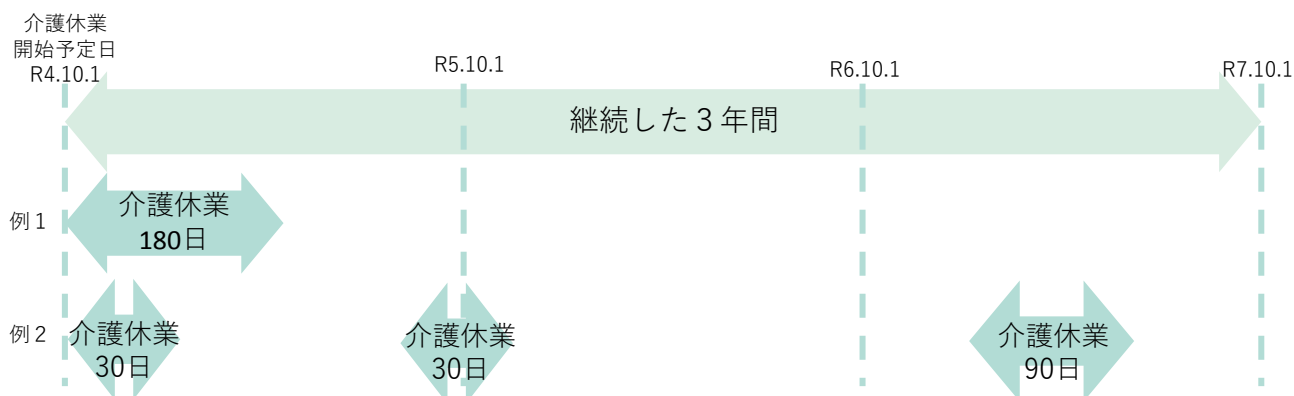 介護休業
開始予定日
R4.10.1
R5.10.1
R6.10.1
R7.10.1
継続した３年間
例１
介護休業
180日
例２
介護休業
30日
介護休業
30日
介護休業
90日